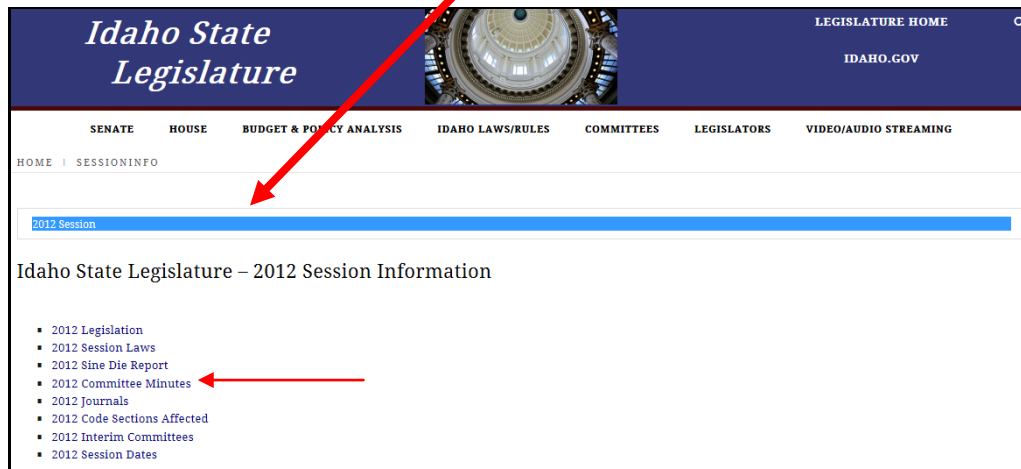 Idaho State
Legislature
LEGISLATURE HOME
IDAHO.GOV
SENATE HOUSE BUDGET & POLICY ANALYSIS IDAHO LAWS/RULES COMMITTEES LEGISLATORS VIDEO/AUDIO STREAMING
HOME | SESSIONINFO
2012 Session
Idaho State Legislature – 2012 Session Information
2012 Legislation
2012 Session Laws
2012 Sine Die Report
2012 Committee Minutes
2012 Journals
2012 Code Sections Affected
2012 Interim Committees
2012 Session Dates